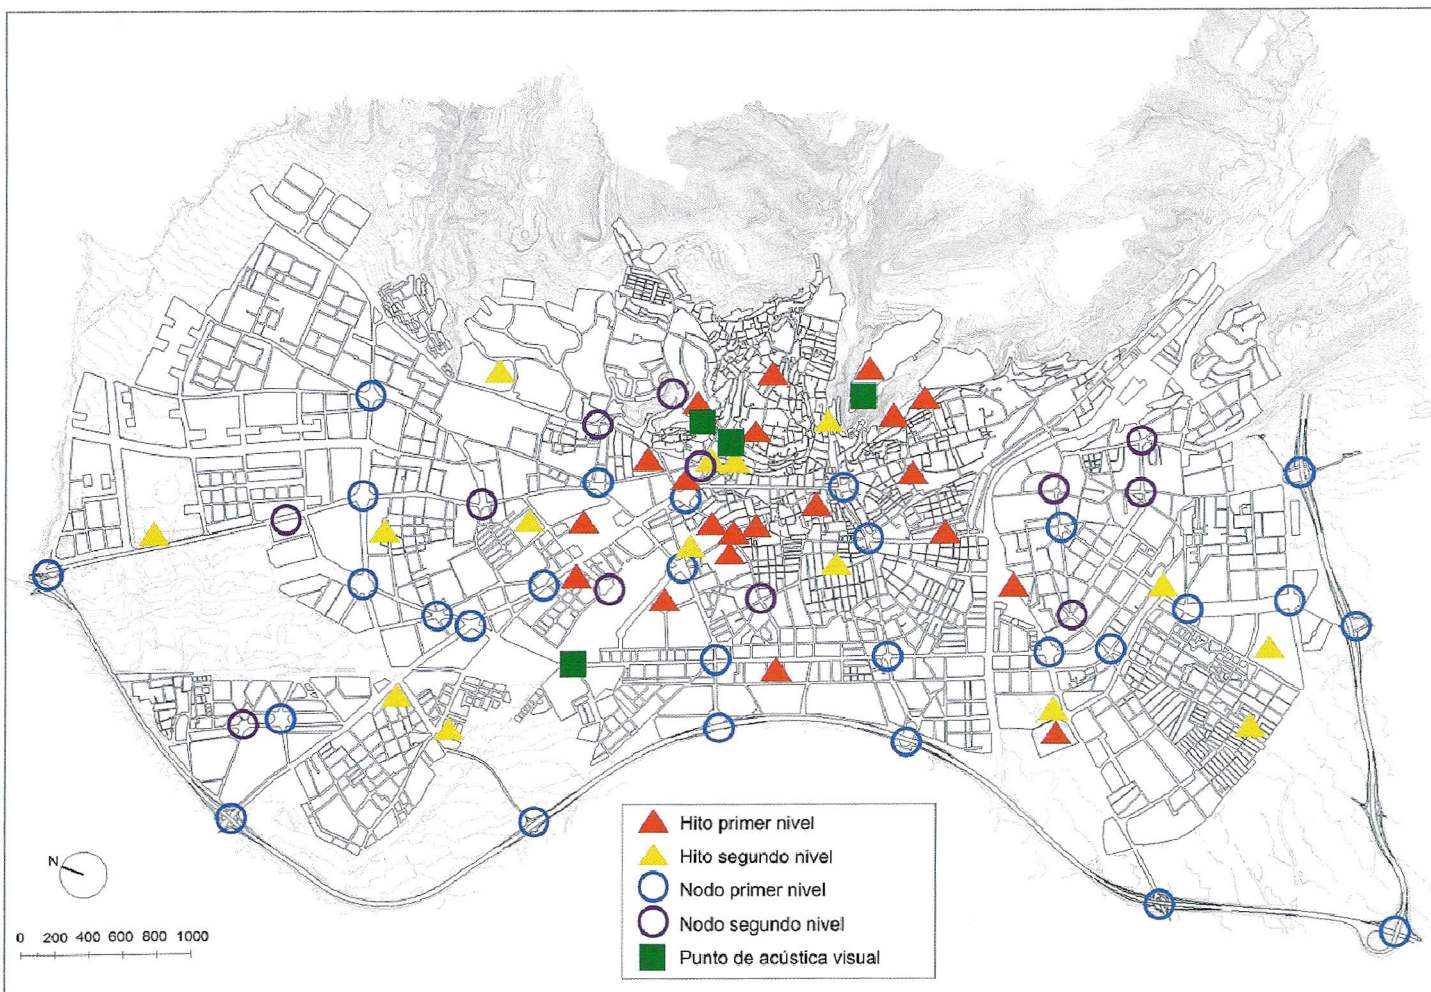 N
0 200 400 600 800 1000
Hito primer nivel
Hito segundo nivel
Nodo primer nivel
Nodo segundo nivel
Punto de acústica visual